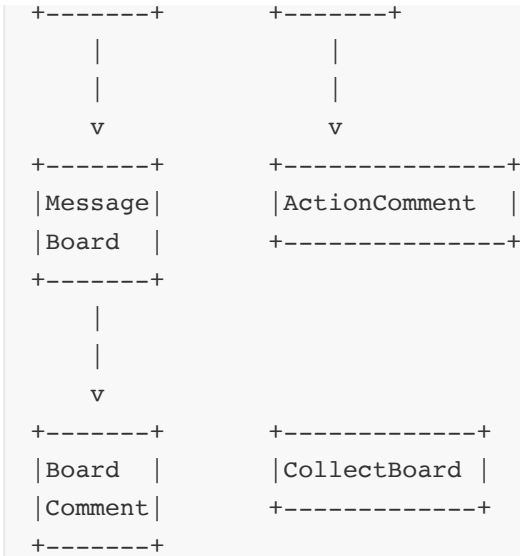 +-------+       +-------+
    |               |
    |               |
    v               v
+-------+       +---------------+
|Message|       |ActionComment  |
|Board  |       +---------------+
+-------+
    |
    |
    v
+-------+       +-------------+
|Board  |       |CollectBoard |
|Comment|       +-------------+
+-------+